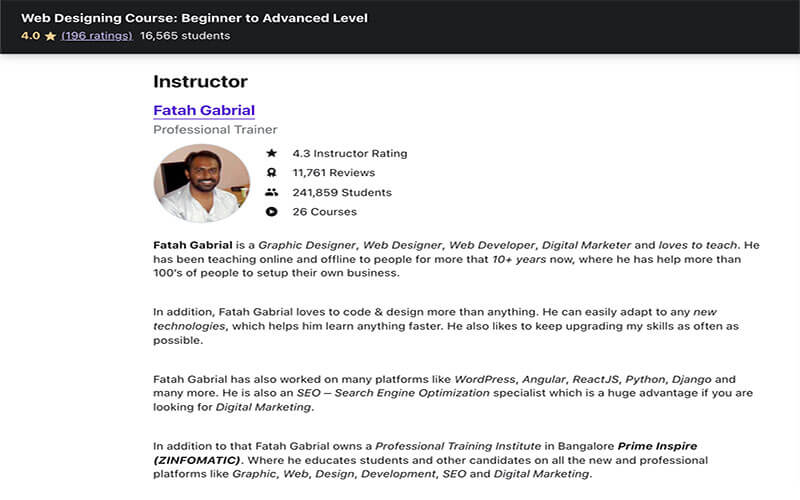 Web Designing Course: Beginner to Advanced Level
4.0 ★ (196 ratings) 16,565 students
Instructor
Fatah Gabrial
Professional Trainer
4.3 Instructor Rating
11,761 Reviews
241,859 Students
26 Courses
Fatah Gabrial is a Graphic Designer, Web Designer, Web Developer, Digital Marketer and loves to teach. He
has been teaching online and offline to people for more that 10+ years now, where he has help more than
100's of people to setup their own business.
In addition, Fatah Gabrial loves to code & design more than anything. He can easily adapt to any new
technologies, which helps him learn anything faster. He also likes to keep upgrading my skills as often as
possible.
Fatah Gabrial has also worked on many platforms like WordPress, Angular, ReactJS, Python, Django and
many more. He is also an SEO – Search Engine Optimization specialist which is a huge advantage if you are
looking for Digital Marketing.
In addition to that Fatah Gabrial owns a Professional Training Institute in Bangalore Prime Inspire
(ZINFOMATIC). Where he educates students and other candidates on all the new and professional
platforms like Graphic, Web, Design, Development, SEO and Digital Marketing.